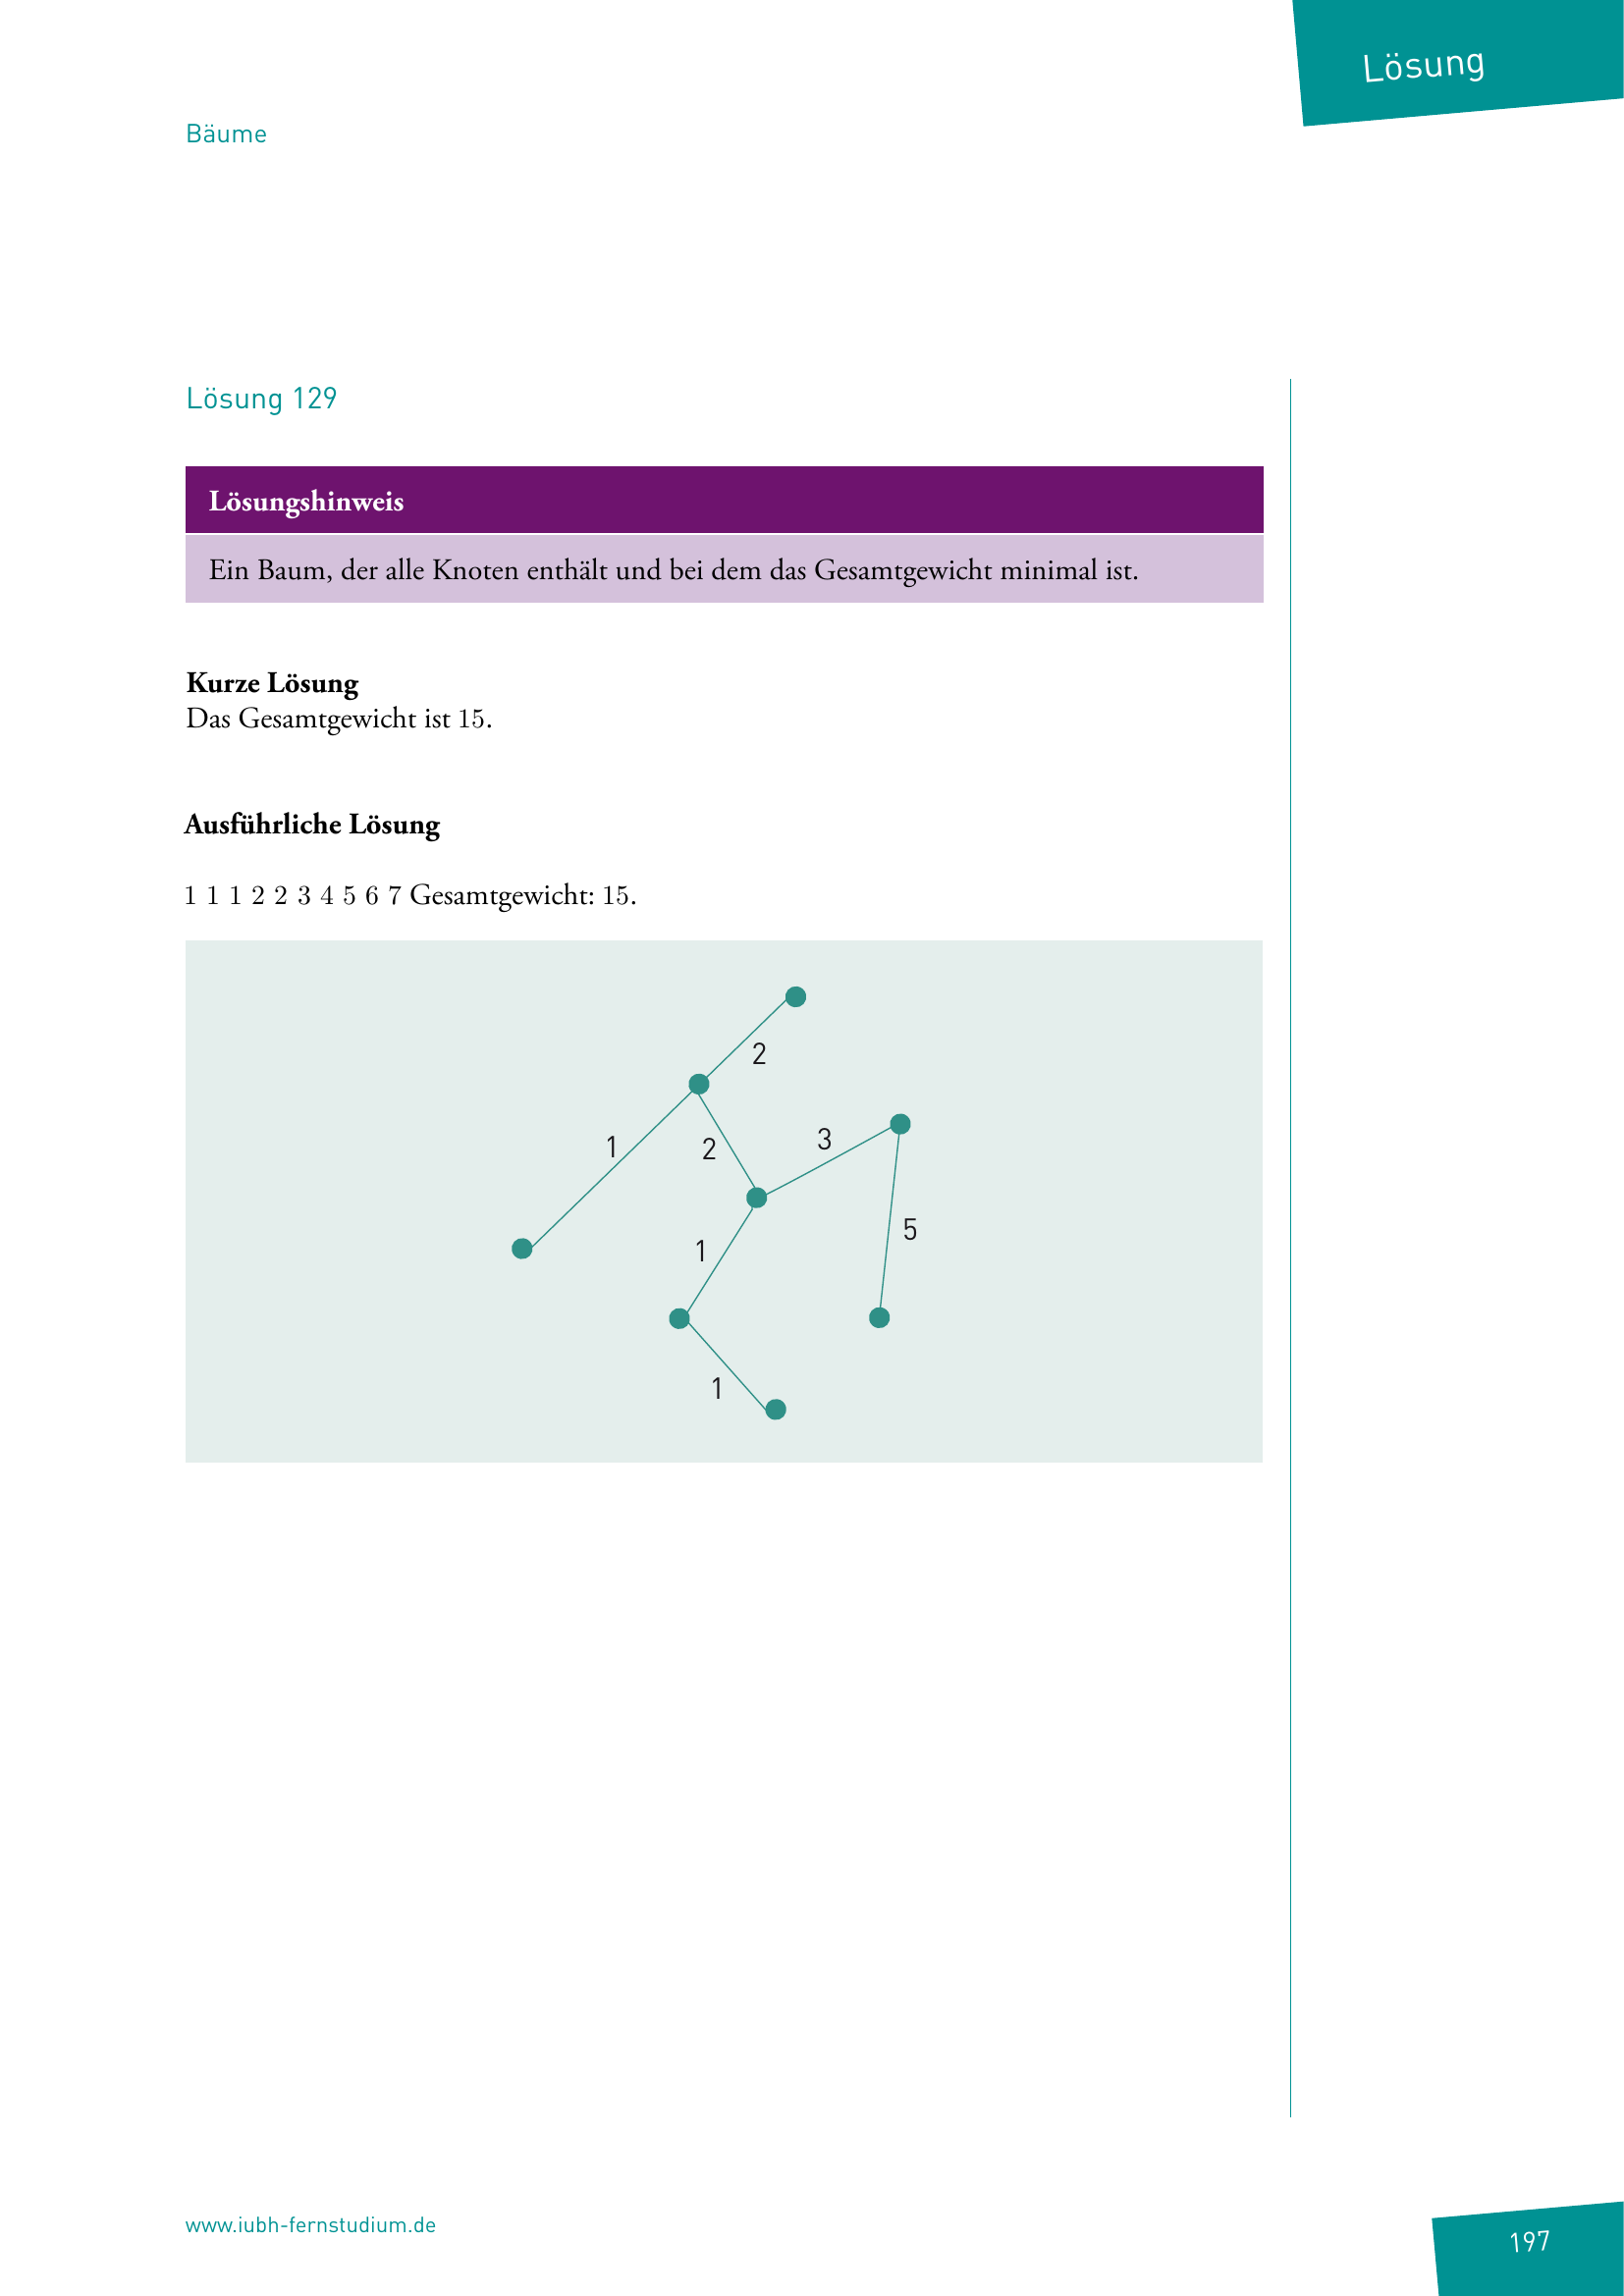 Lösung
Bäume
Lösung 129
Lösungshinweis
Ein Baum, der alle Knoten enthält und bei dem das Gesamtgewicht minimal ist.
Kurze Lösung
Das Gesamtgewicht ist 15.
Ausführliche Lösung
1 1 1 2 2 3 4 5 6 7 Gesamtgewicht: 15.
2
1
2
3
5
1
1
www.iubh-fernstudium.de
197